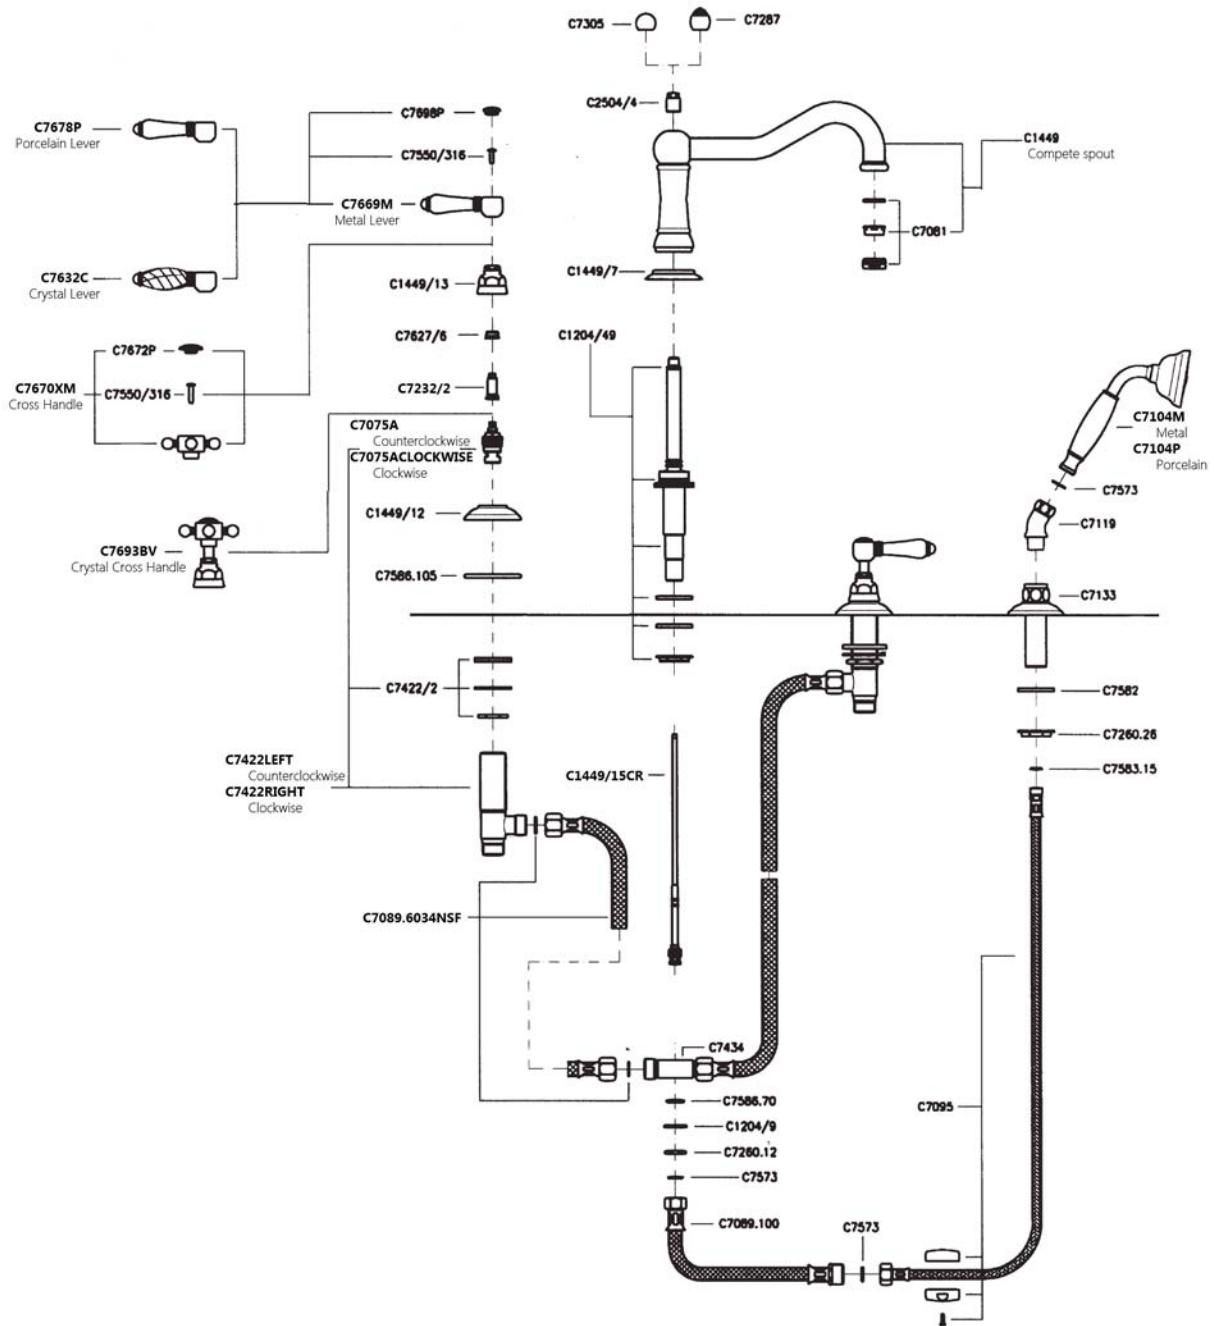 C7305
C7287
C2504/4
C7698P
C7678P
Porcelain Lever
C7550/316
C1449
Compete spout
C7669M
Metal Lever
C7081
C7632C
Crystal Lever
C1449/7
C1449/13
C7627/6
C1204/49
C7672P
C7670XM
Cross Handle
C7550/316
C7232/2
C7075A
Counterclockwise
C7075ACLOCKWISE
Clockwise
C7104M
Metal
C7104P
Porcelain
C7573
C1449/12
C7119
C7693BV
Crystal Cross Handle
C7586.105
C7133
C7422/2
C7582
C7260.26
C7422LEFT
Counterclockwise
C7422RIGHT
Clockwise
C1449/15CR
C7583.15
C7089.6034NSF
C7434
C7586.70
C7095
C1204/9
C7260.12
C7573
C7089.100
C7573